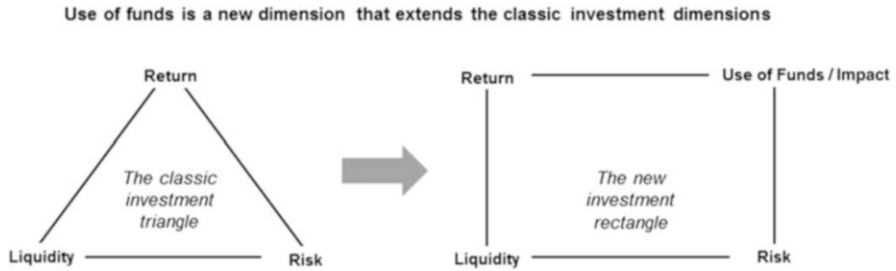 Use of funds is a new dimension that extends the classic investment dimensions
Return
The classic
investment
triangle
Liquidity
Risk
Return
Use of Funds / Impact
The new
investment
rectangle
Liquidity
Risk